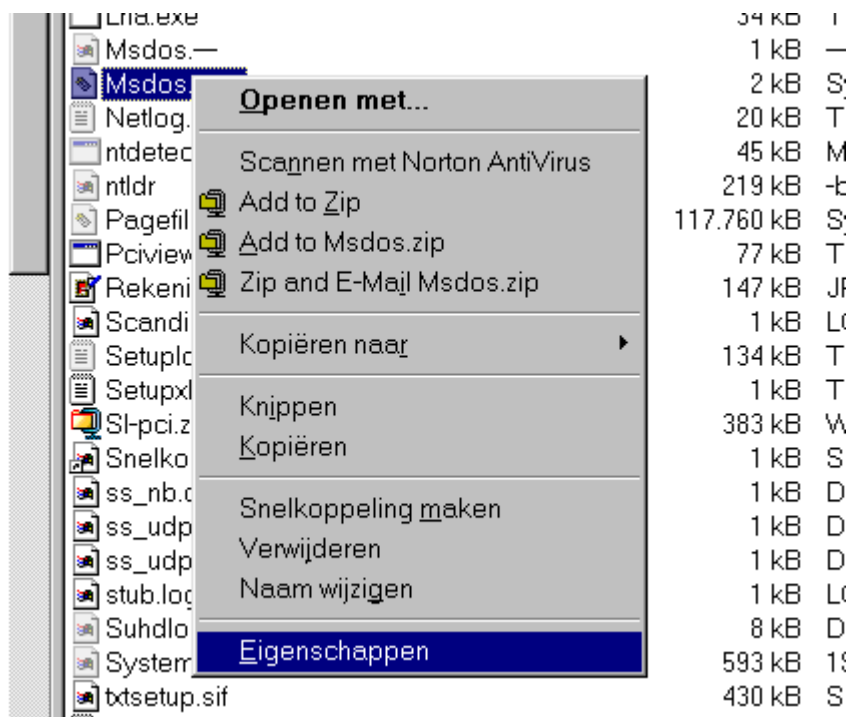 34 kB
Msdos.— 1 kB —
Msdos. 2 kB
Openen met...
Netlog. 20 kB T
ntdetec 45 kB M
Scannen met Norton AntiVirus
ntldr 219 kB
Add to Zip
Pagefil 117.760 kB
Add to Msdos.zip
Pciview 77 kB T
Zip and E-Mail Msdos.zip
Rekeni 147 kB
Scandi 1 kB
Kopiëren naar
Setuplo 134 kB T
Setupxl 1 kB T
Knippen
Sl-pci.z 383 kB W
Kopiëren
Snelko 1 kB S
ss_nb. 1 kB D
Snelkoppeling maken
ss_udp 1 kB D
Verwijderen
ss_udp 1 kB D
Naam wijzigen
stub.log 1 kB
Suhdlo 8 kB D
Eigenschappen
System 593 kB
txtsetup.sif 430 kB S